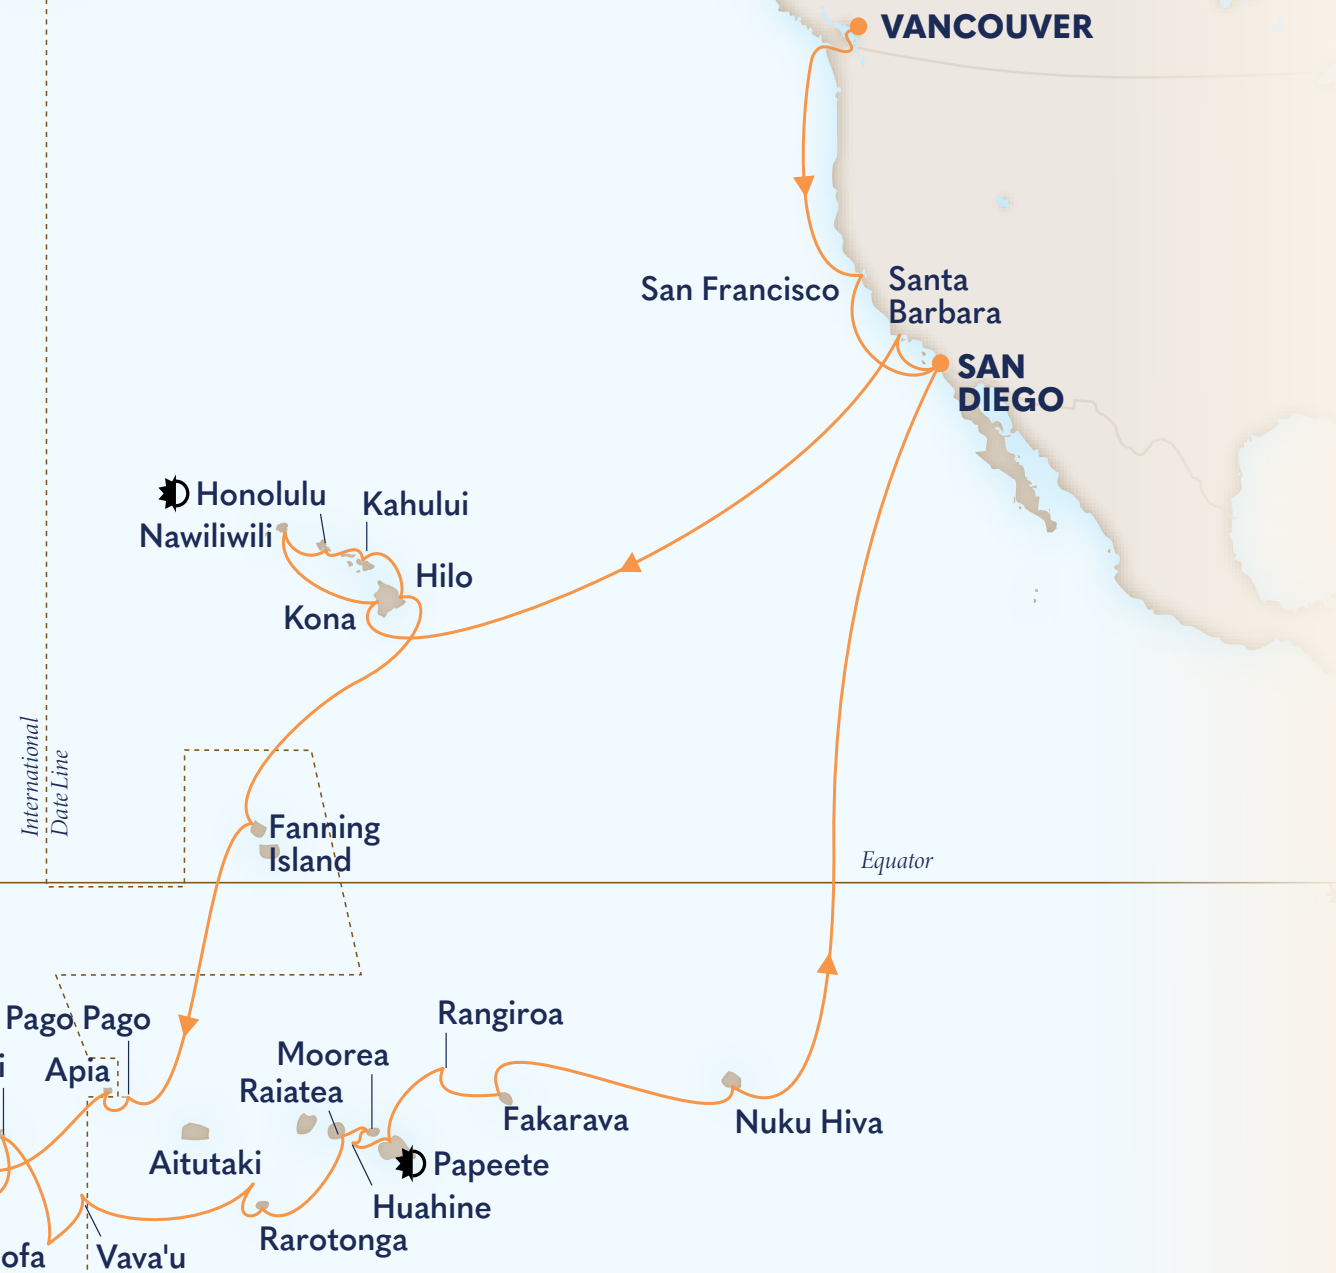 VANCOUVER
San Francisco
Santa
Barbara
SAN
DIEGO
Honolulu
Kahului
Nawiliwili
Hilo
Kona
International
Date Line
Fanning
Island
Equator
Pago Pago
Rangiroa
Moorea
i
Apia
Raiatea
Fakarava
Nuku Hiva
Aitutaki
Papeete
Huahine
Rarotonga
ofa
Vava'u